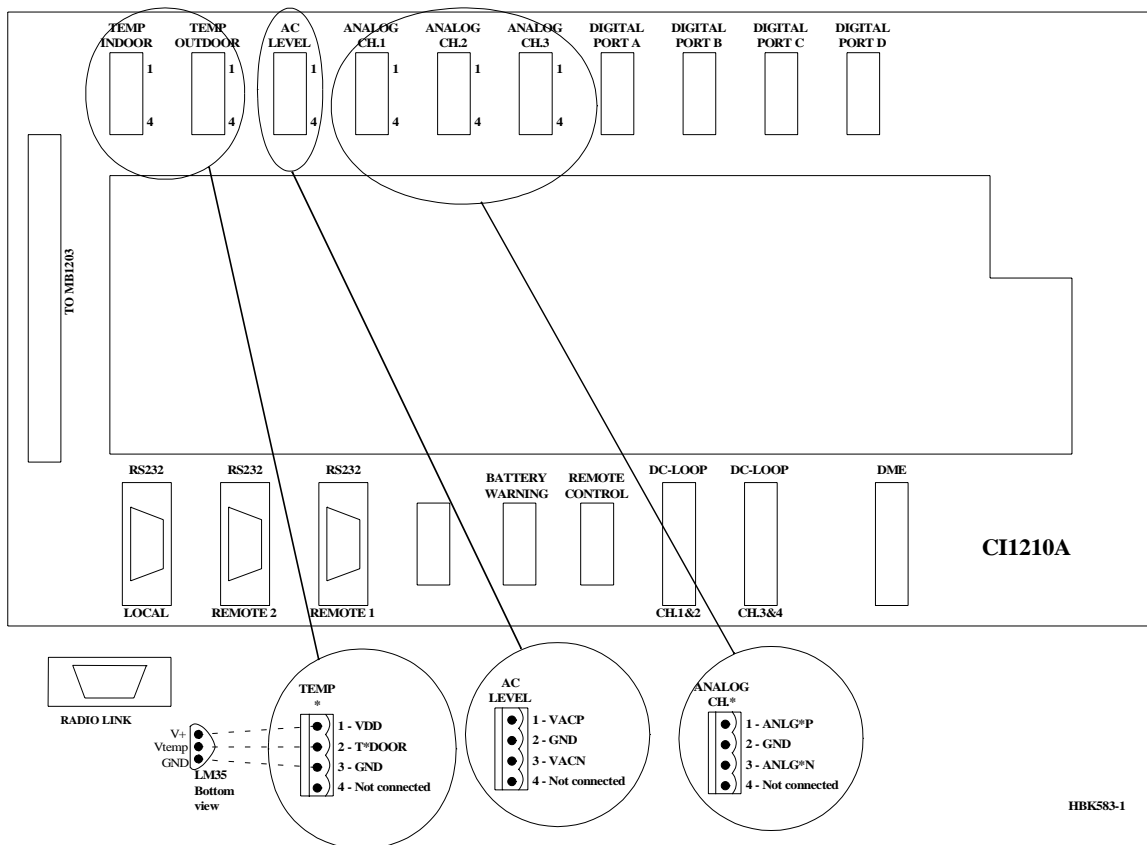 TEMP
INDOOR
TEMP
OUTDOOR
AC
LEVEL
ANALOG
CH.1
ANALOG
CH.2
ANALOG
CH.3
DIGITAL
PORT A
DIGITAL
PORT B
DIGITAL
PORT C
DIGITAL
PORT D
1
1
1
1
1
1
4
4
4
4
4
4
TO MB1203
RS232
RS232
RS232
BATTERY
WARNING
REMOTE
CONTROL
DC-LOOP
DC-LOOP
DME
CI1210A
LOCAL
REMOTE 2
REMOTE 1
CH.1&2
CH.3&4
RADIO LINK
V+
Vtemp
GND
LM35
Bottom
view
TEMP
*
1 - VDD
2 - T*DOOR
3 - GND
4 - Not connected
AC
LEVEL
1 - VACP
2 - GND
3 - VACN
4 - Not connected
ANALOG
CH.*
1 - ANLG*P
2 - GND
3 - ANLG*N
4 - Not connected
HBK583-1